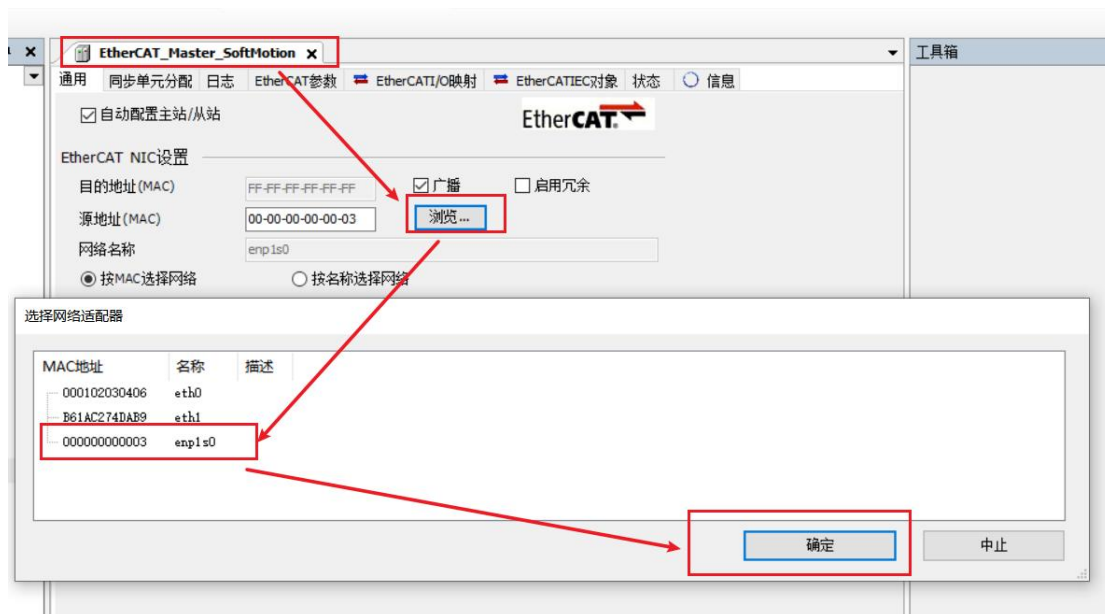 EtherCAT_Master_SoftMotion
工具箱
通用 同步单元分配 日志 EtherCAT参数 EtherCATI/O映射 EtherCATIEC对象 状态 信息
自动配置主站/从站
EtherCAT
EtherCAT NIC设置
目的地址(MAC) FF-FF-FF-FF-FF-FF 广播 启用冗余
源地址(MAC) 00-00-00-00-00-03 浏览...
网络名称 enp1s0
按MAC选择网络 按名称选择网络
选择网络适配器
MAC地址 名称 描述
000102030406 eth0
B61AC274DAB9 eth1
000000000003 enp1s0
确定 中止